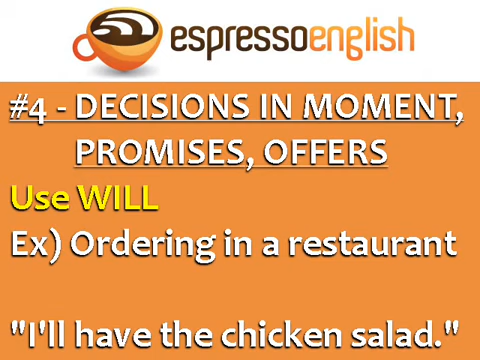 espressoenglish
#4 - DECISIONS IN MOMENT,
PROMISES, OFFERS
Use WILL
Ex) Ordering in a restaurant
"I'll have the chicken salad."